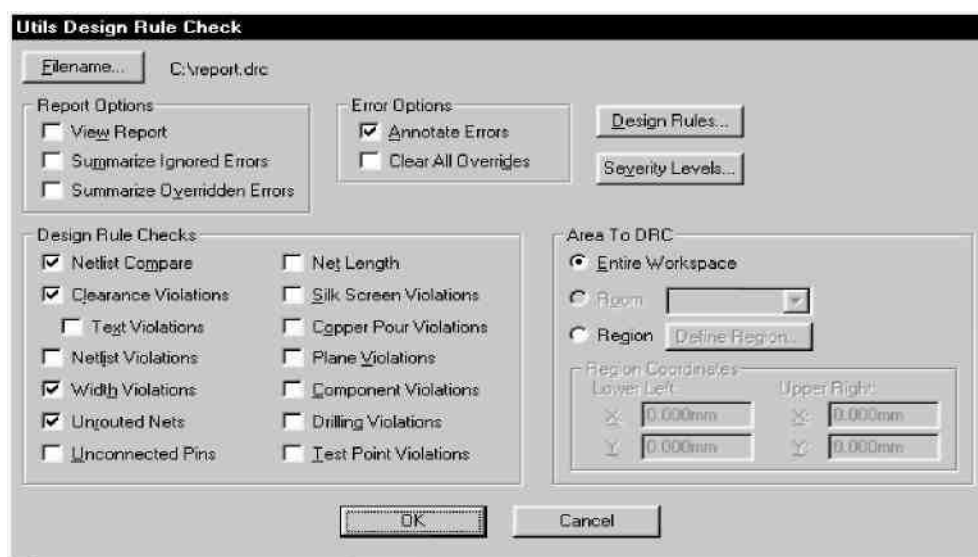 Utils Design Rule Check
Filename... C:\report.drc
Report Options
View Report
Summarize Ignored Errors
Summarize Overridden Errors
Error Options
Annotate Errors
Clear All Overrides
Design Rules...
Severity Levels...
Design Rule Checks
Netlist Compare
Clearance Violations
Text Violations
Netlist Violations
Width Violations
Unrouted Nets
Unconnected Pins
Net Length
Silk Screen Violations
Copper Pour Violations
Plane Violations
Component Violations
Drilling Violations
Test Point Violations
Area To DRC
Entire Workspace
Room
Region Define Region...
Region Coordinates
Lower Left: Upper Right:
X: 0.000mm X: 0.000mm
Y: 0.000mm Y: 0.000mm
OK Cancel